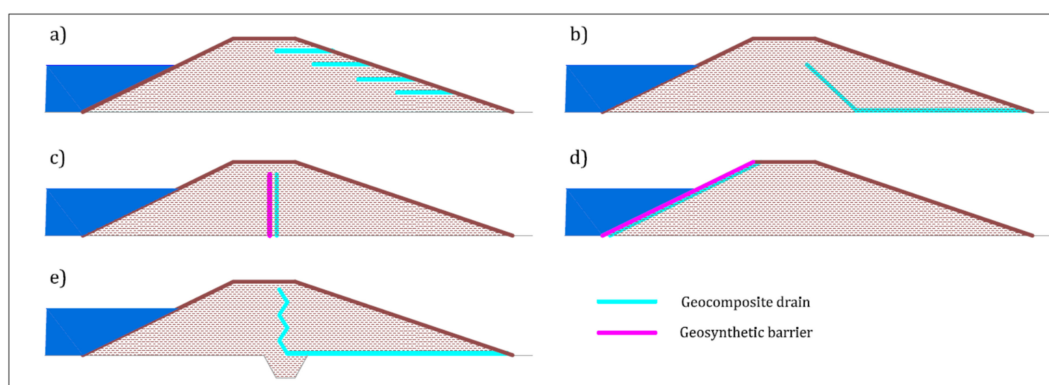 a)
b)
c)
d)
e)
Geocomposite drain
Geosynthetic barrier